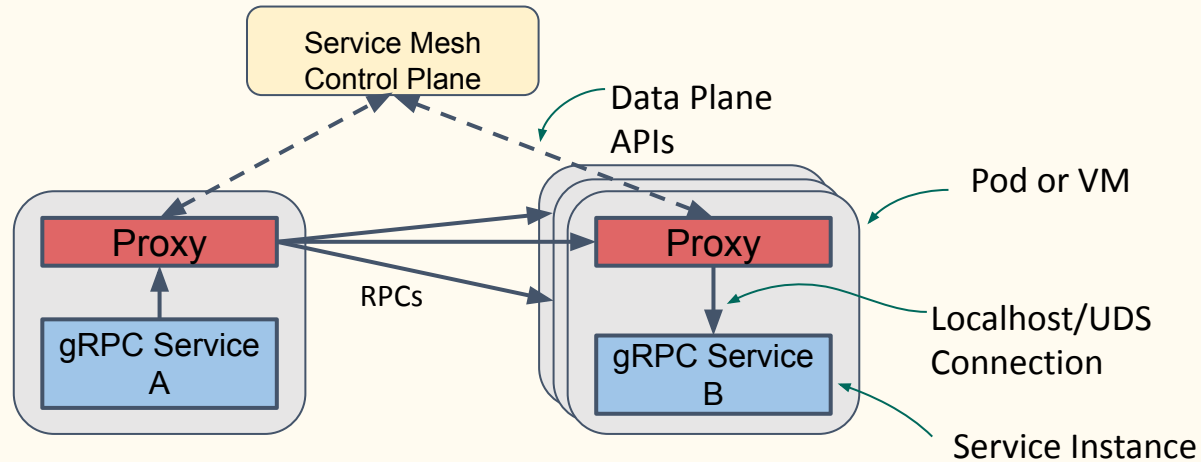 Service Mesh
Control Plane
Data Plane
APIs
Pod or VM
Proxy
Proxy
RPCs
gRPC Service
A
gRPC Service
B
Localhost/UDS
Connection
Service Instance